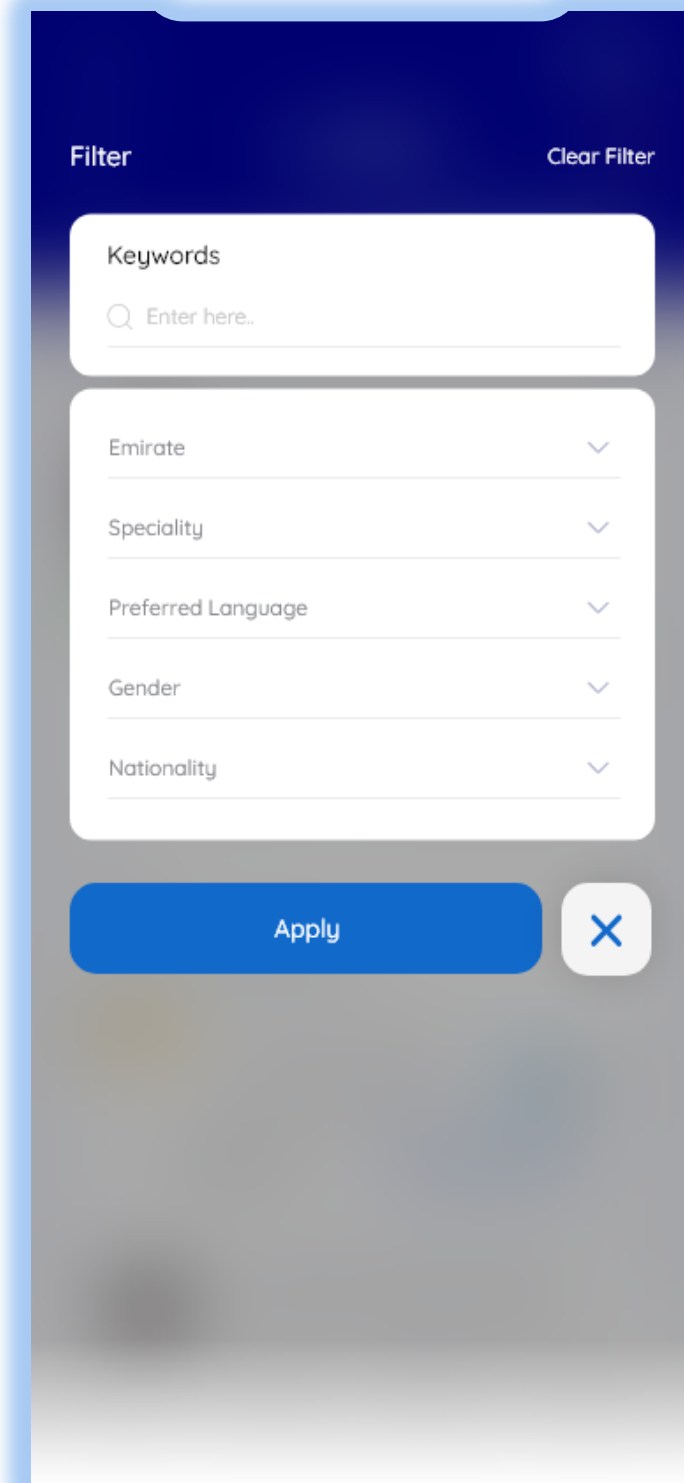 Filter
Clear Filter
Keywords
Enter here..
Emirate
Speciality
Preferred Language
Gender
Nationality
Apply